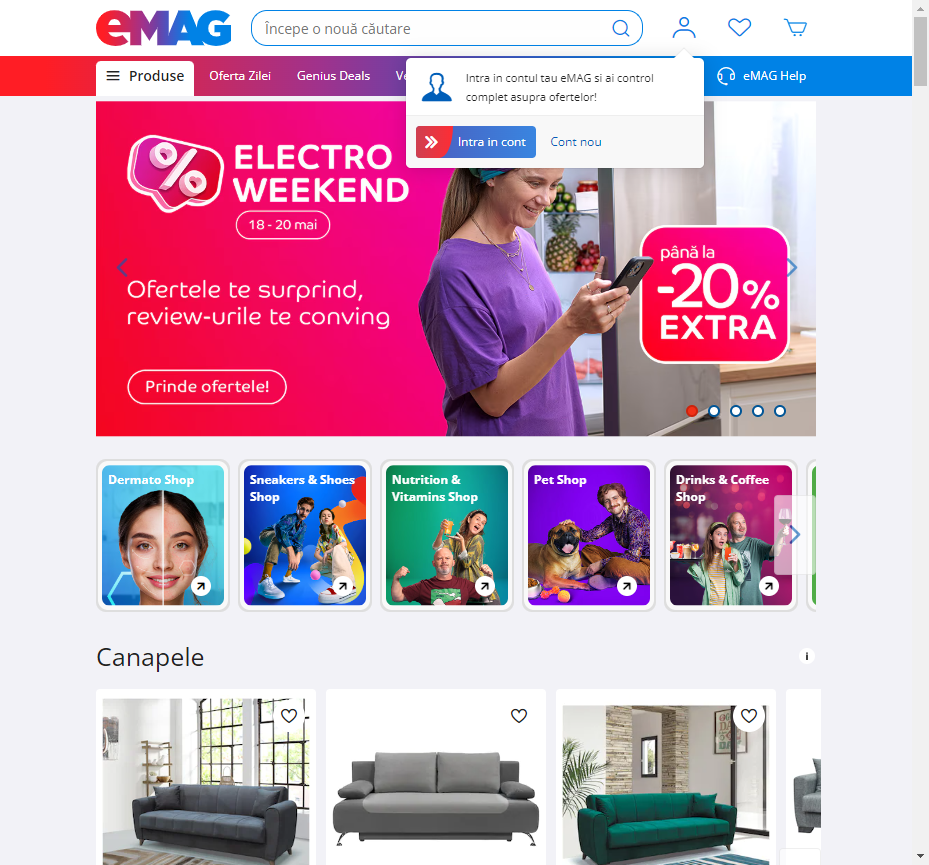 eMAG
Începe o nouă căutare
Produse
Oferta Zilei
Genius Deals
eMAG Help
Intra in contul tau eMAG si ai control
complet asupra ofertelor!
Intra in cont
Cont nou
%
ELECTRO
WEEKEND
18 - 20 mai
Ofertele te surprind,
review-urile te conving
Prinde ofertele!
până la
-20%
EXTRA
Dermato Shop
Sneakers & Shoes
Shop
Nutrition &
Vitamins Shop
Pet Shop
Drinks & Coffee
Shop
Canapele
i